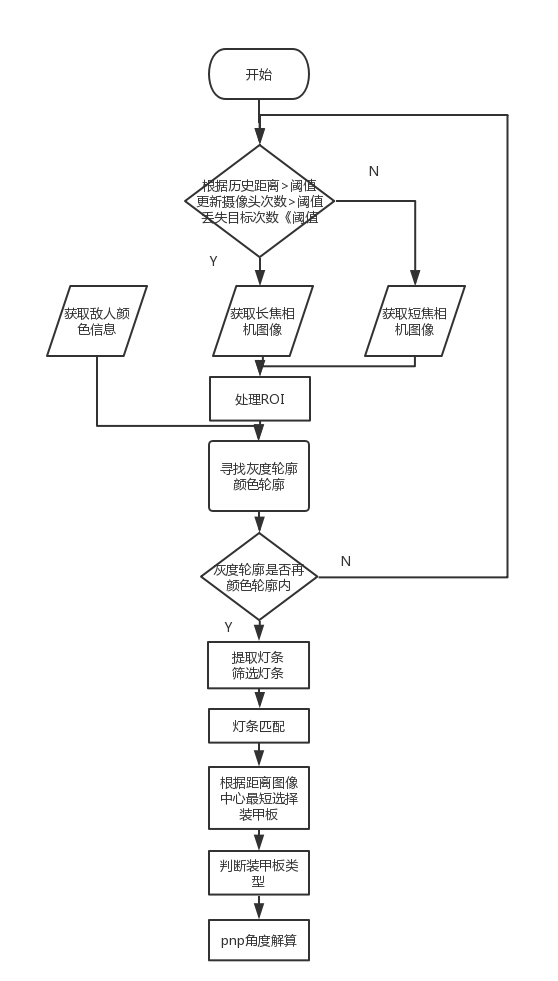 开始
根据历史距离>阈值
更新摄像头次数>阈值
丢失目标次数《阈值
N
Y
获取敌人颜
色信息
获取长焦相
机图像
获取短焦相
机图像
处理ROI
寻找灰度轮廓
颜色轮廓
灰度轮廓是否再
颜色轮廓内
N
Y
提取灯条
筛选灯条
灯条匹配
根据距离图像
中心最短选择
装甲板
判断装甲板类
型
pnp角度解算